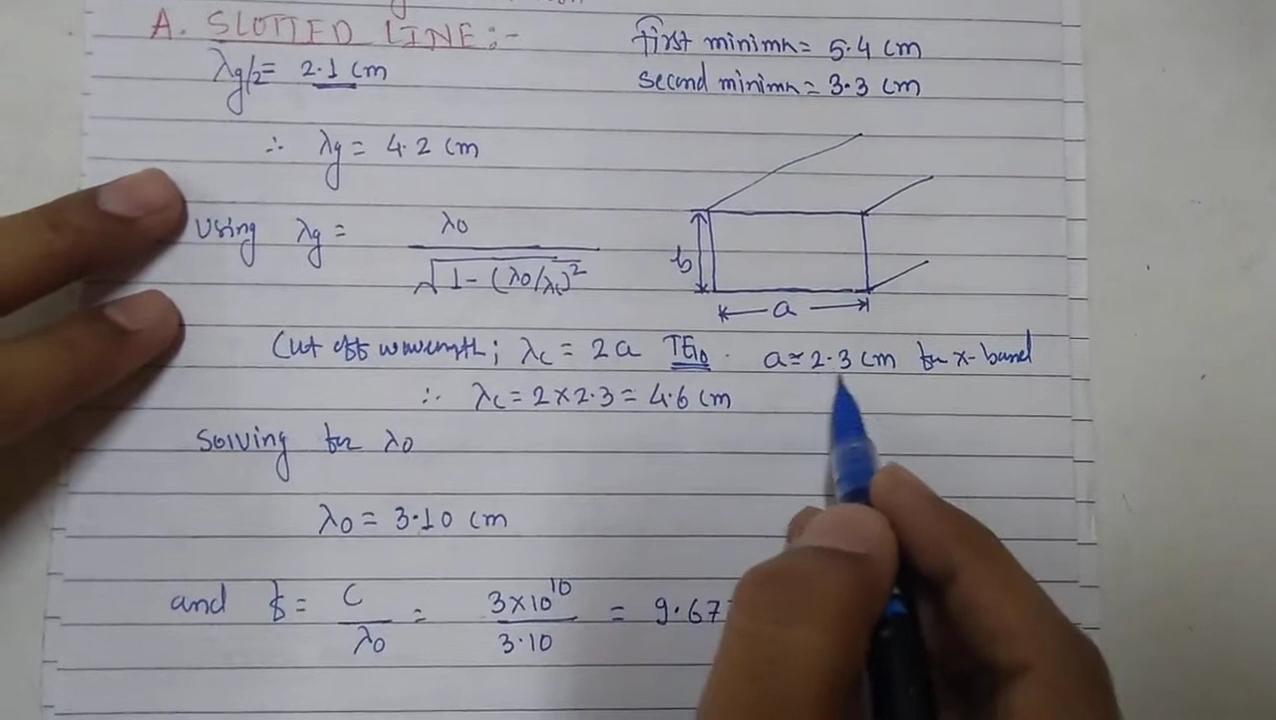 A. SLOTTED LINE:-
λg/2 = 2.1 cm
first minima = 5.4 cm
second minima = 3.3 cm
∴ λg = 4.2 cm
Using λg = λ0 / √1-(λ0/λc)²
b
a
Cut off wavelength; λc = 2a TE10. a ≈ 2.3 cm for x-band
∴ λc = 2×2.3 = 4.6 cm
Solving for λ0
λ0 = 3.10 cm
and f = C/λ0 = 3×10^10/3.10 = 9.67